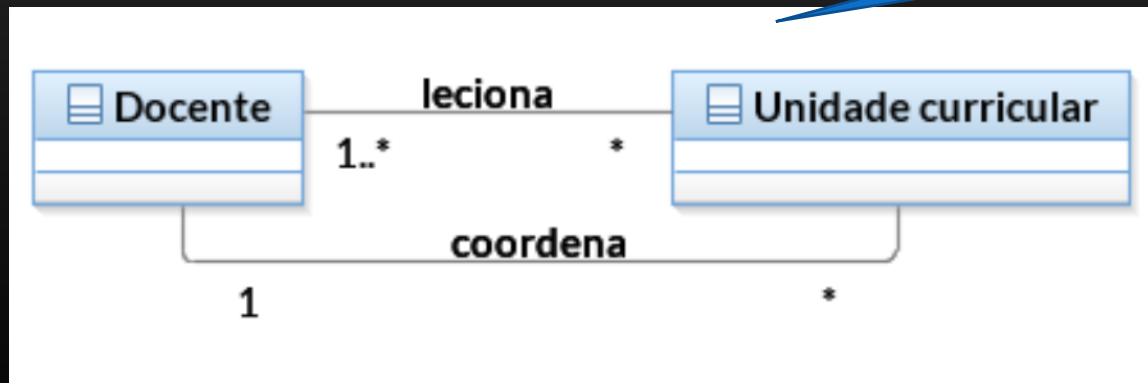 leciona
Docente
Unidade curricular
1..*
*
coordena
1
*